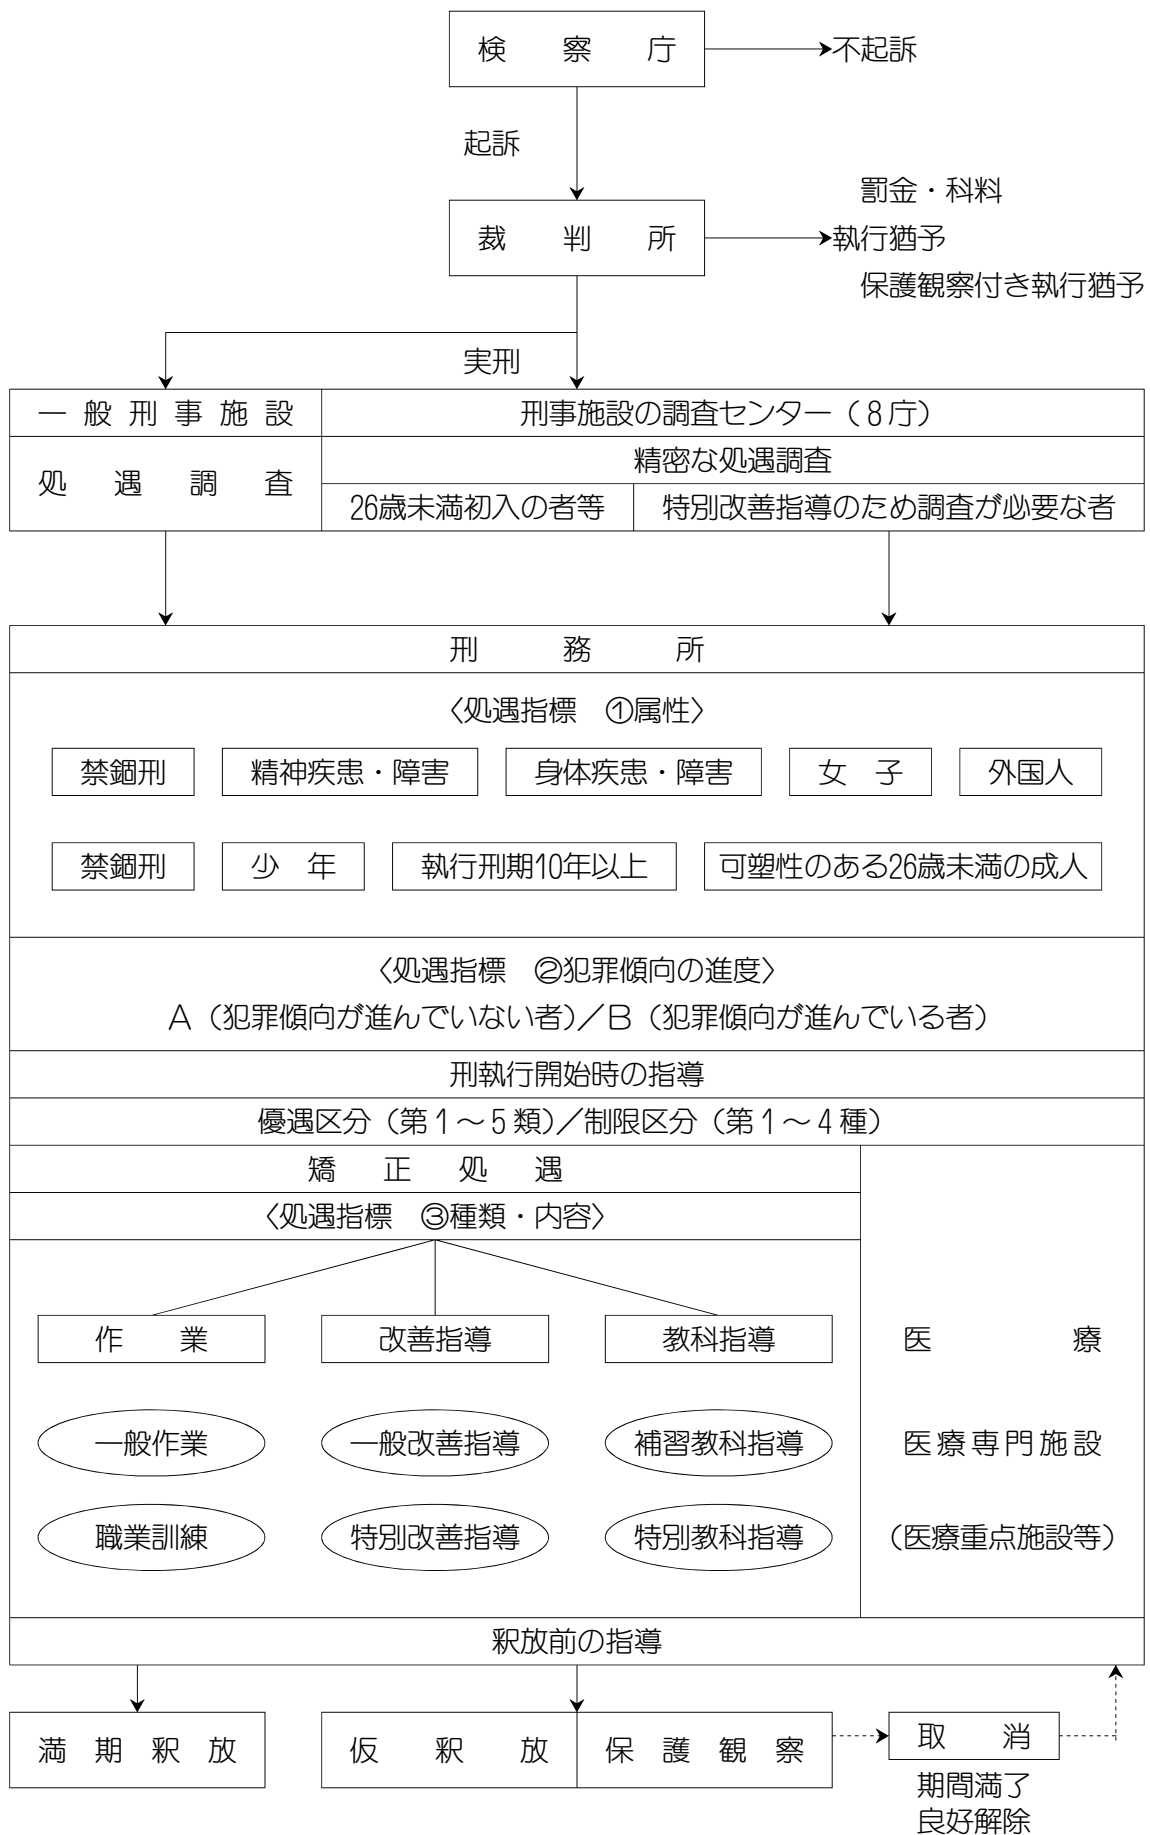 検察庁
不起訴
起訴
罰金・科料
裁判所
執行猶予
保護観察付き執行猶予
実刑
一般刑事施設
刑事施設の調査センター（8庁）
処遇調査
精密な処遇調査
26歳未満初入の者等
特別改善指導のため調査が必要な者
刑務所
〈処遇指標　①属性〉
禁錮刑
精神疾患・障害
身体疾患・障害
女子
外国人
禁錮刑
少年
執行刑期10年以上
可塑性のある26歳未満の成人
〈処遇指標　②犯罪傾向の進度〉
A（犯罪傾向が進んでいない者）／B（犯罪傾向が進んでいる者）
刑執行開始時の指導
優遇区分（第1～5類）／制限区分（第1～4種）
矯正処遇
〈処遇指標　③種類・内容〉
作業
改善指導
教科指導
医療
一般作業
一般改善指導
補習教科指導
医療専門施設
職業訓練
特別改善指導
特別教科指導
（医療重点施設等）
釈放前の指導
満期釈放
仮釈放
保護観察
取消
期間満了
良好解除